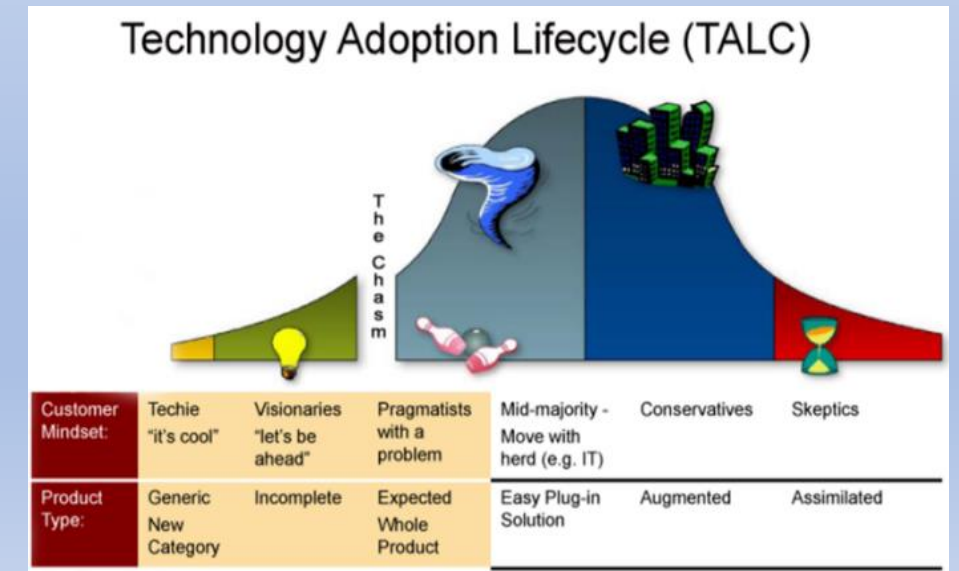 Technology Adoption Lifecycle (TALC)
The Chasm
Customer Mindset:
Techie
"it's cool"
Visionaries
"let's be
ahead"
Pragmatists
with a
problem
Mid-majority -
Move with
herd (e.g. IT)
Conservatives
Skeptics
Product
Type:
Generic
New
Category
Incomplete
Expected
Whole
Product
Easy Plug-in
Solution
Augmented
Assimilated